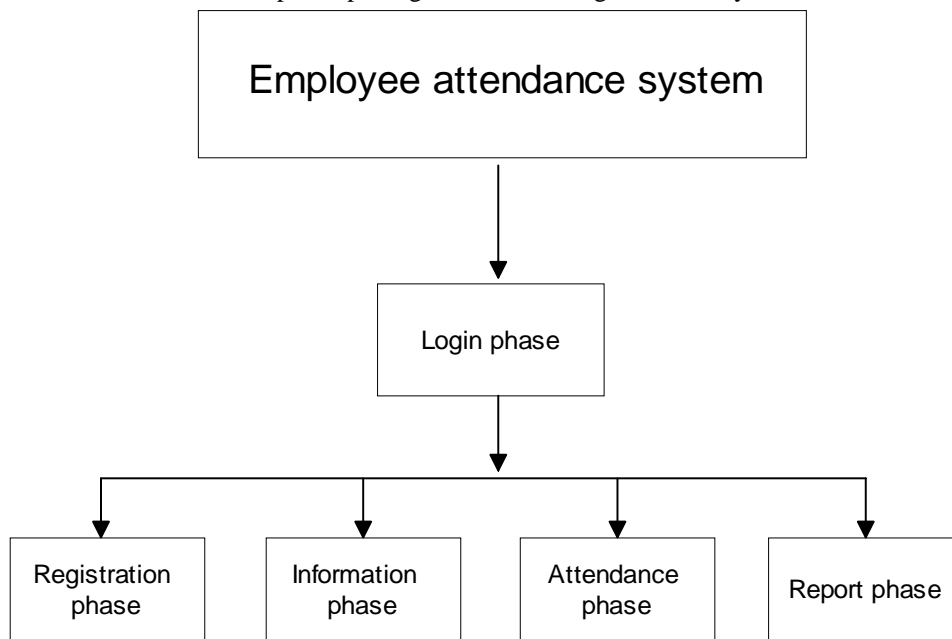 Employee attendance system
Login phase
Registration
phase
Information
phase
Attendance
phase
Report phase